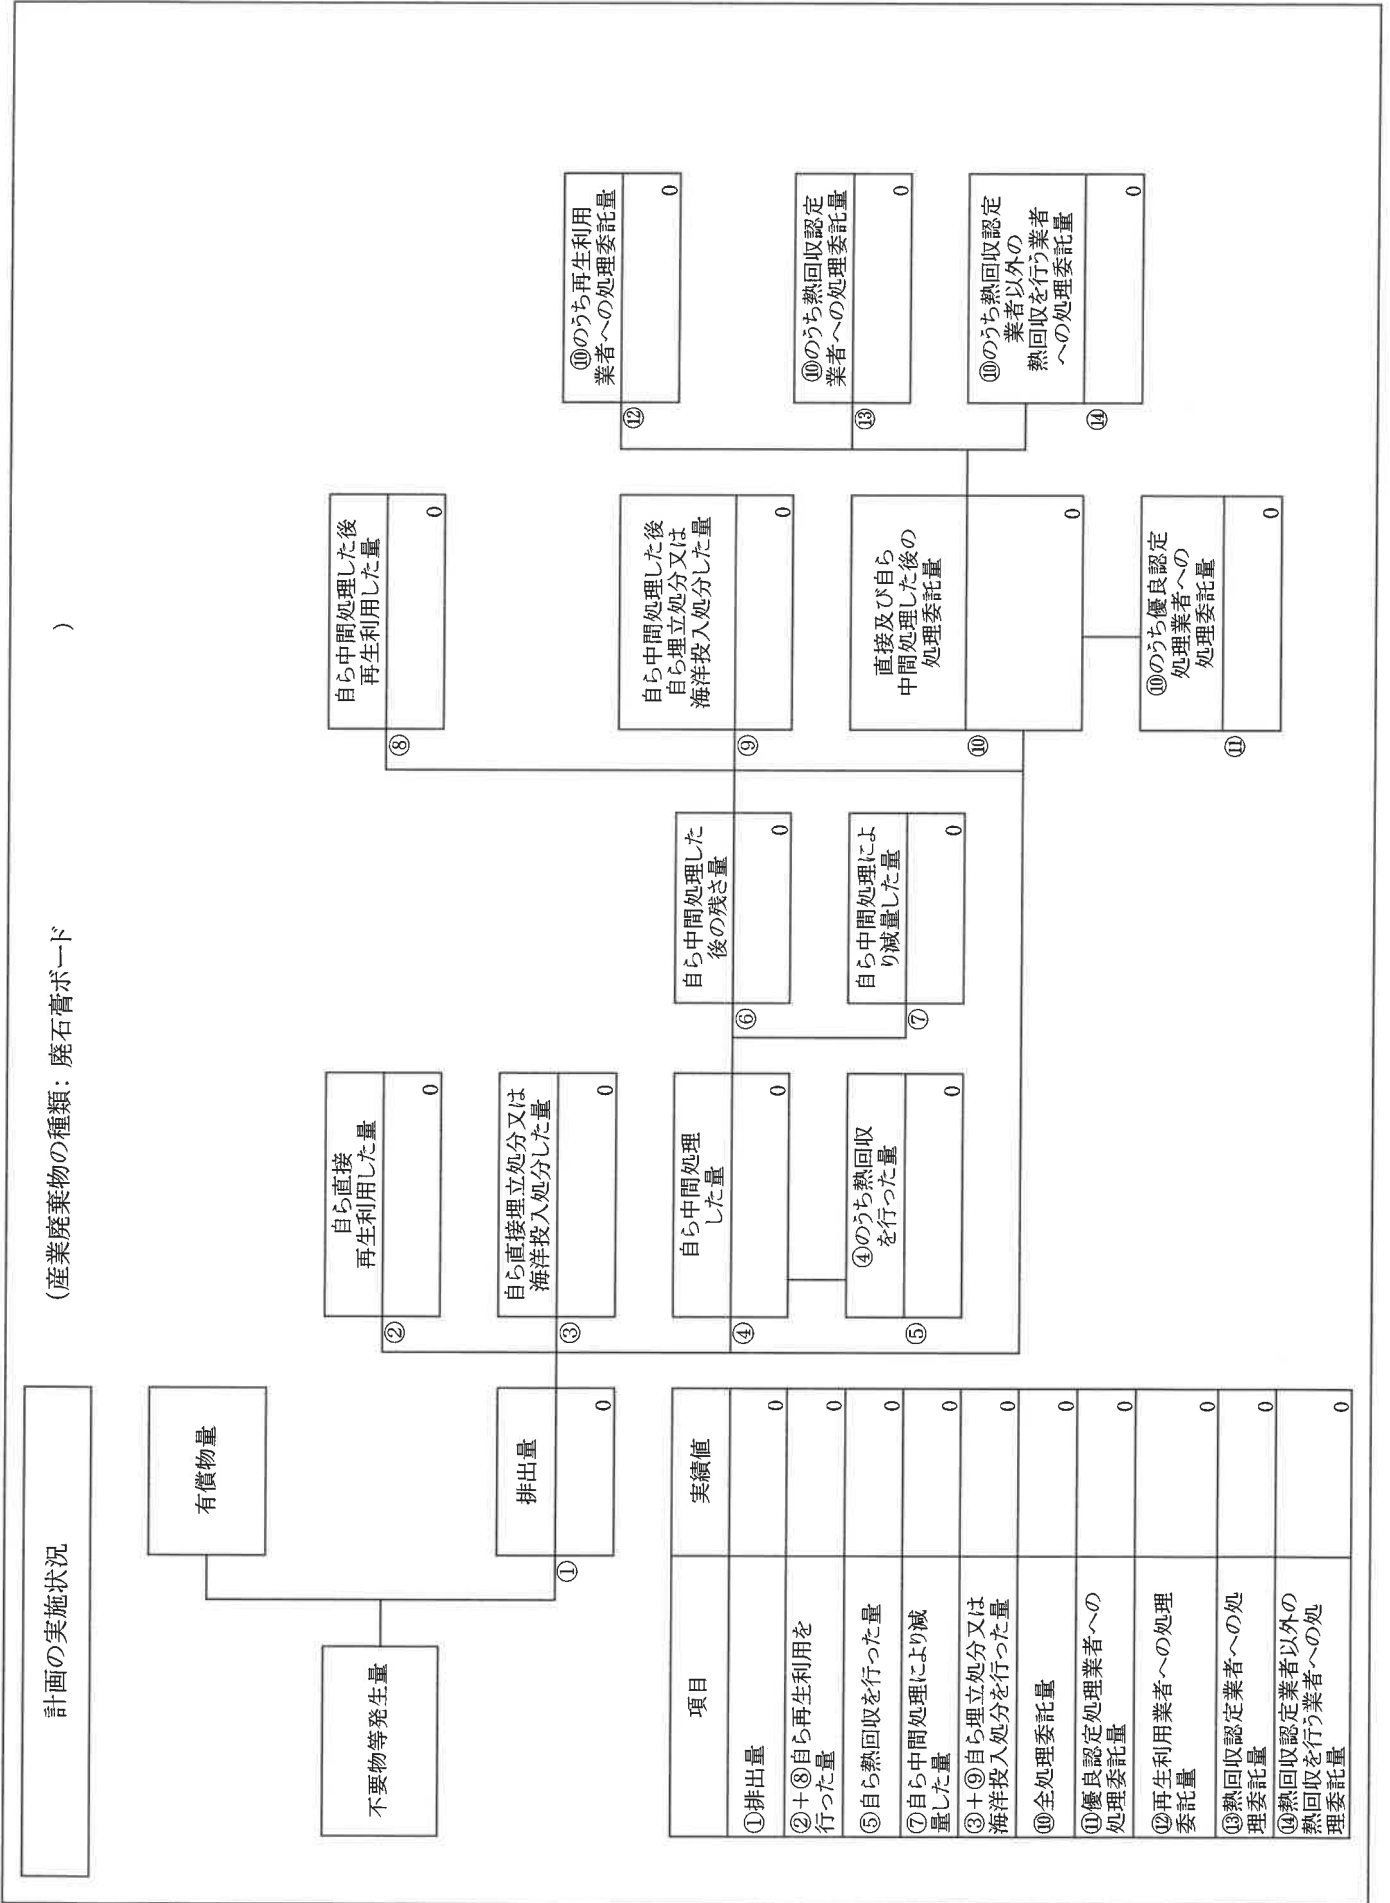 計画の実施状況
(産業廃棄物の種類: 廃石膏ボード
)
不要物等発生量
有償物量
①
排出量
0
②
自ら直接
再生利用した量
0
③
自ら直接埋立処分又は
海洋投入処分した量
0
④
自ら中間処理
した量
0
⑤
④のうち熱回収
を行った量
0
⑥
自ら中間処理した
後の残さ量
0
⑦
自ら中間処理によ
り減量した量
0
⑧
自ら中間処理した後
再生利用した量
0
⑨
自ら中間処理した後
自ら埋立処分又は
海洋投入処分した量
0
⑩
直接及び自ら
中間処理した後の
処理委託量
0
⑪
⑩のうち優良認定
処理業者への
処理委託量
0
⑫
⑩のうち再生利用
業者への処理委託量
0
⑬
⑩のうち熱回収認定
業者への処理委託量
0
⑭
⑩のうち熱回収認定
業者以外の
熱回収を行う業者
への処理委託量
0
項目 実績値
①排出量 0
②+⑧自ら再生利用を
行った量 0
⑤自ら熱回収を行った量 0
⑦自ら中間処理により減
量した量 0
③+⑨自ら埋立処分又は
海洋投入処分を行った量 0
⑩全処理委託量 0
⑪優良認定処理業者への
処理委託量 0
⑫再生利用業者への処理
委託量 0
⑬熱回収認定業者への処
理委託量 0
⑭熱回収認定業者以外の
熱回収を行う業者への処
理委託量 0